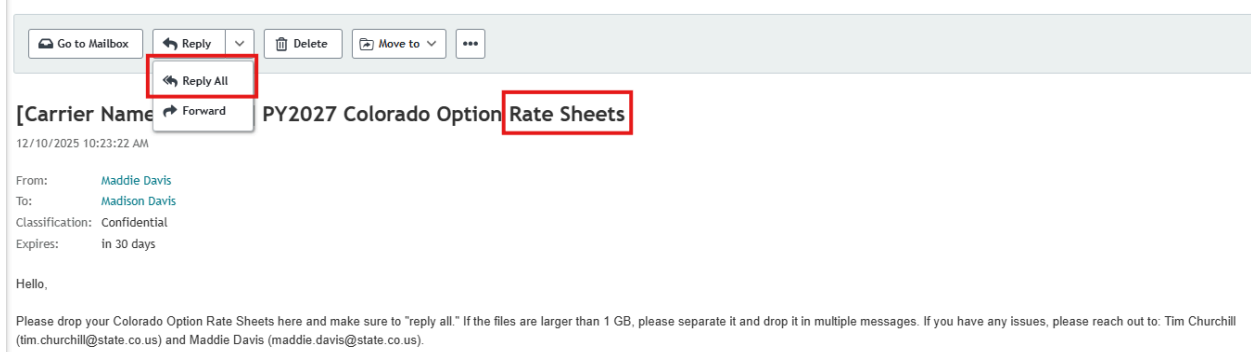 Go to Mailbox Reply Delete Move to •••
Reply All
Forward
[Carrier Name PY2027 Colorado Option Rate Sheets
12/10/2025 10:23:22 AM
From: Maddie Davis
To: Madison Davis
Classification: Confidential
Expires: in 30 days
Hello,
Please drop your Colorado Option Rate Sheets here and make sure to "reply all." If the files are larger than 1 GB, please separate it and drop it in multiple messages. If you have any issues, please reach out to: Tim Churchill
(tim.churchill@state.co.us) and Maddie Davis (maddie.davis@state.co.us).